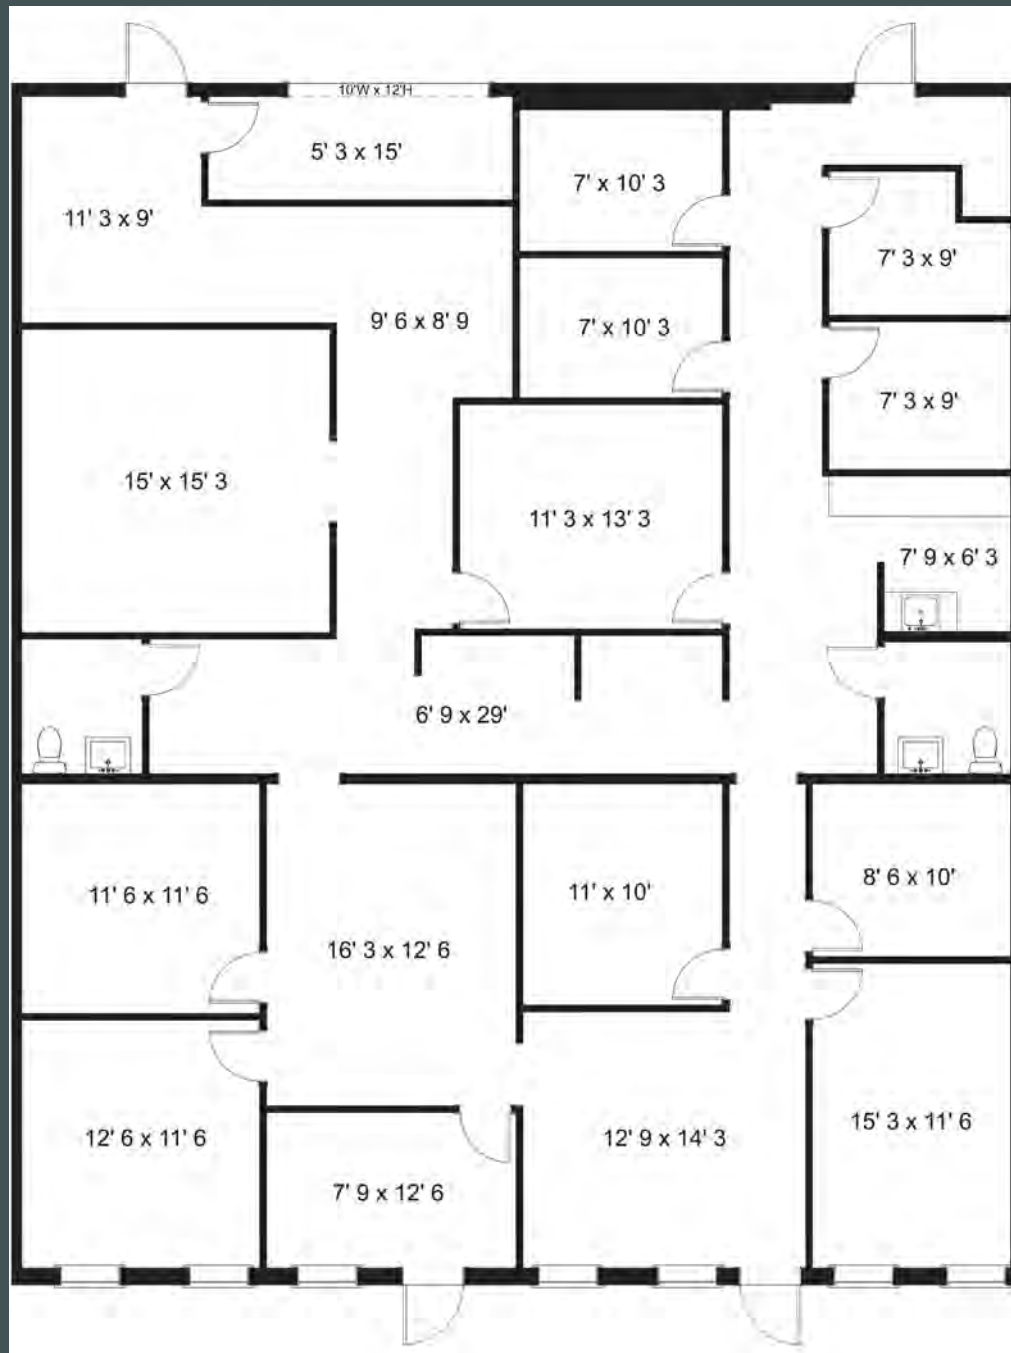 10'W x 12'H
5' 3 x 15'
7' x 10' 3
11' 3 x 9'
7' 3 x 9'
9' 6 x 8' 9
7' x 10' 3
7' 3 x 9'
15' x 15' 3
11' 3 x 13' 3
7' 9 x 6' 3
6' 9 x 29'
11' 6 x 11' 6
11' x 10'
8' 6 x 10'
16' 3 x 12' 6
12' 6 x 11' 6
12' 9 x 14' 3
15' 3 x 11' 6
7' 9 x 12' 6